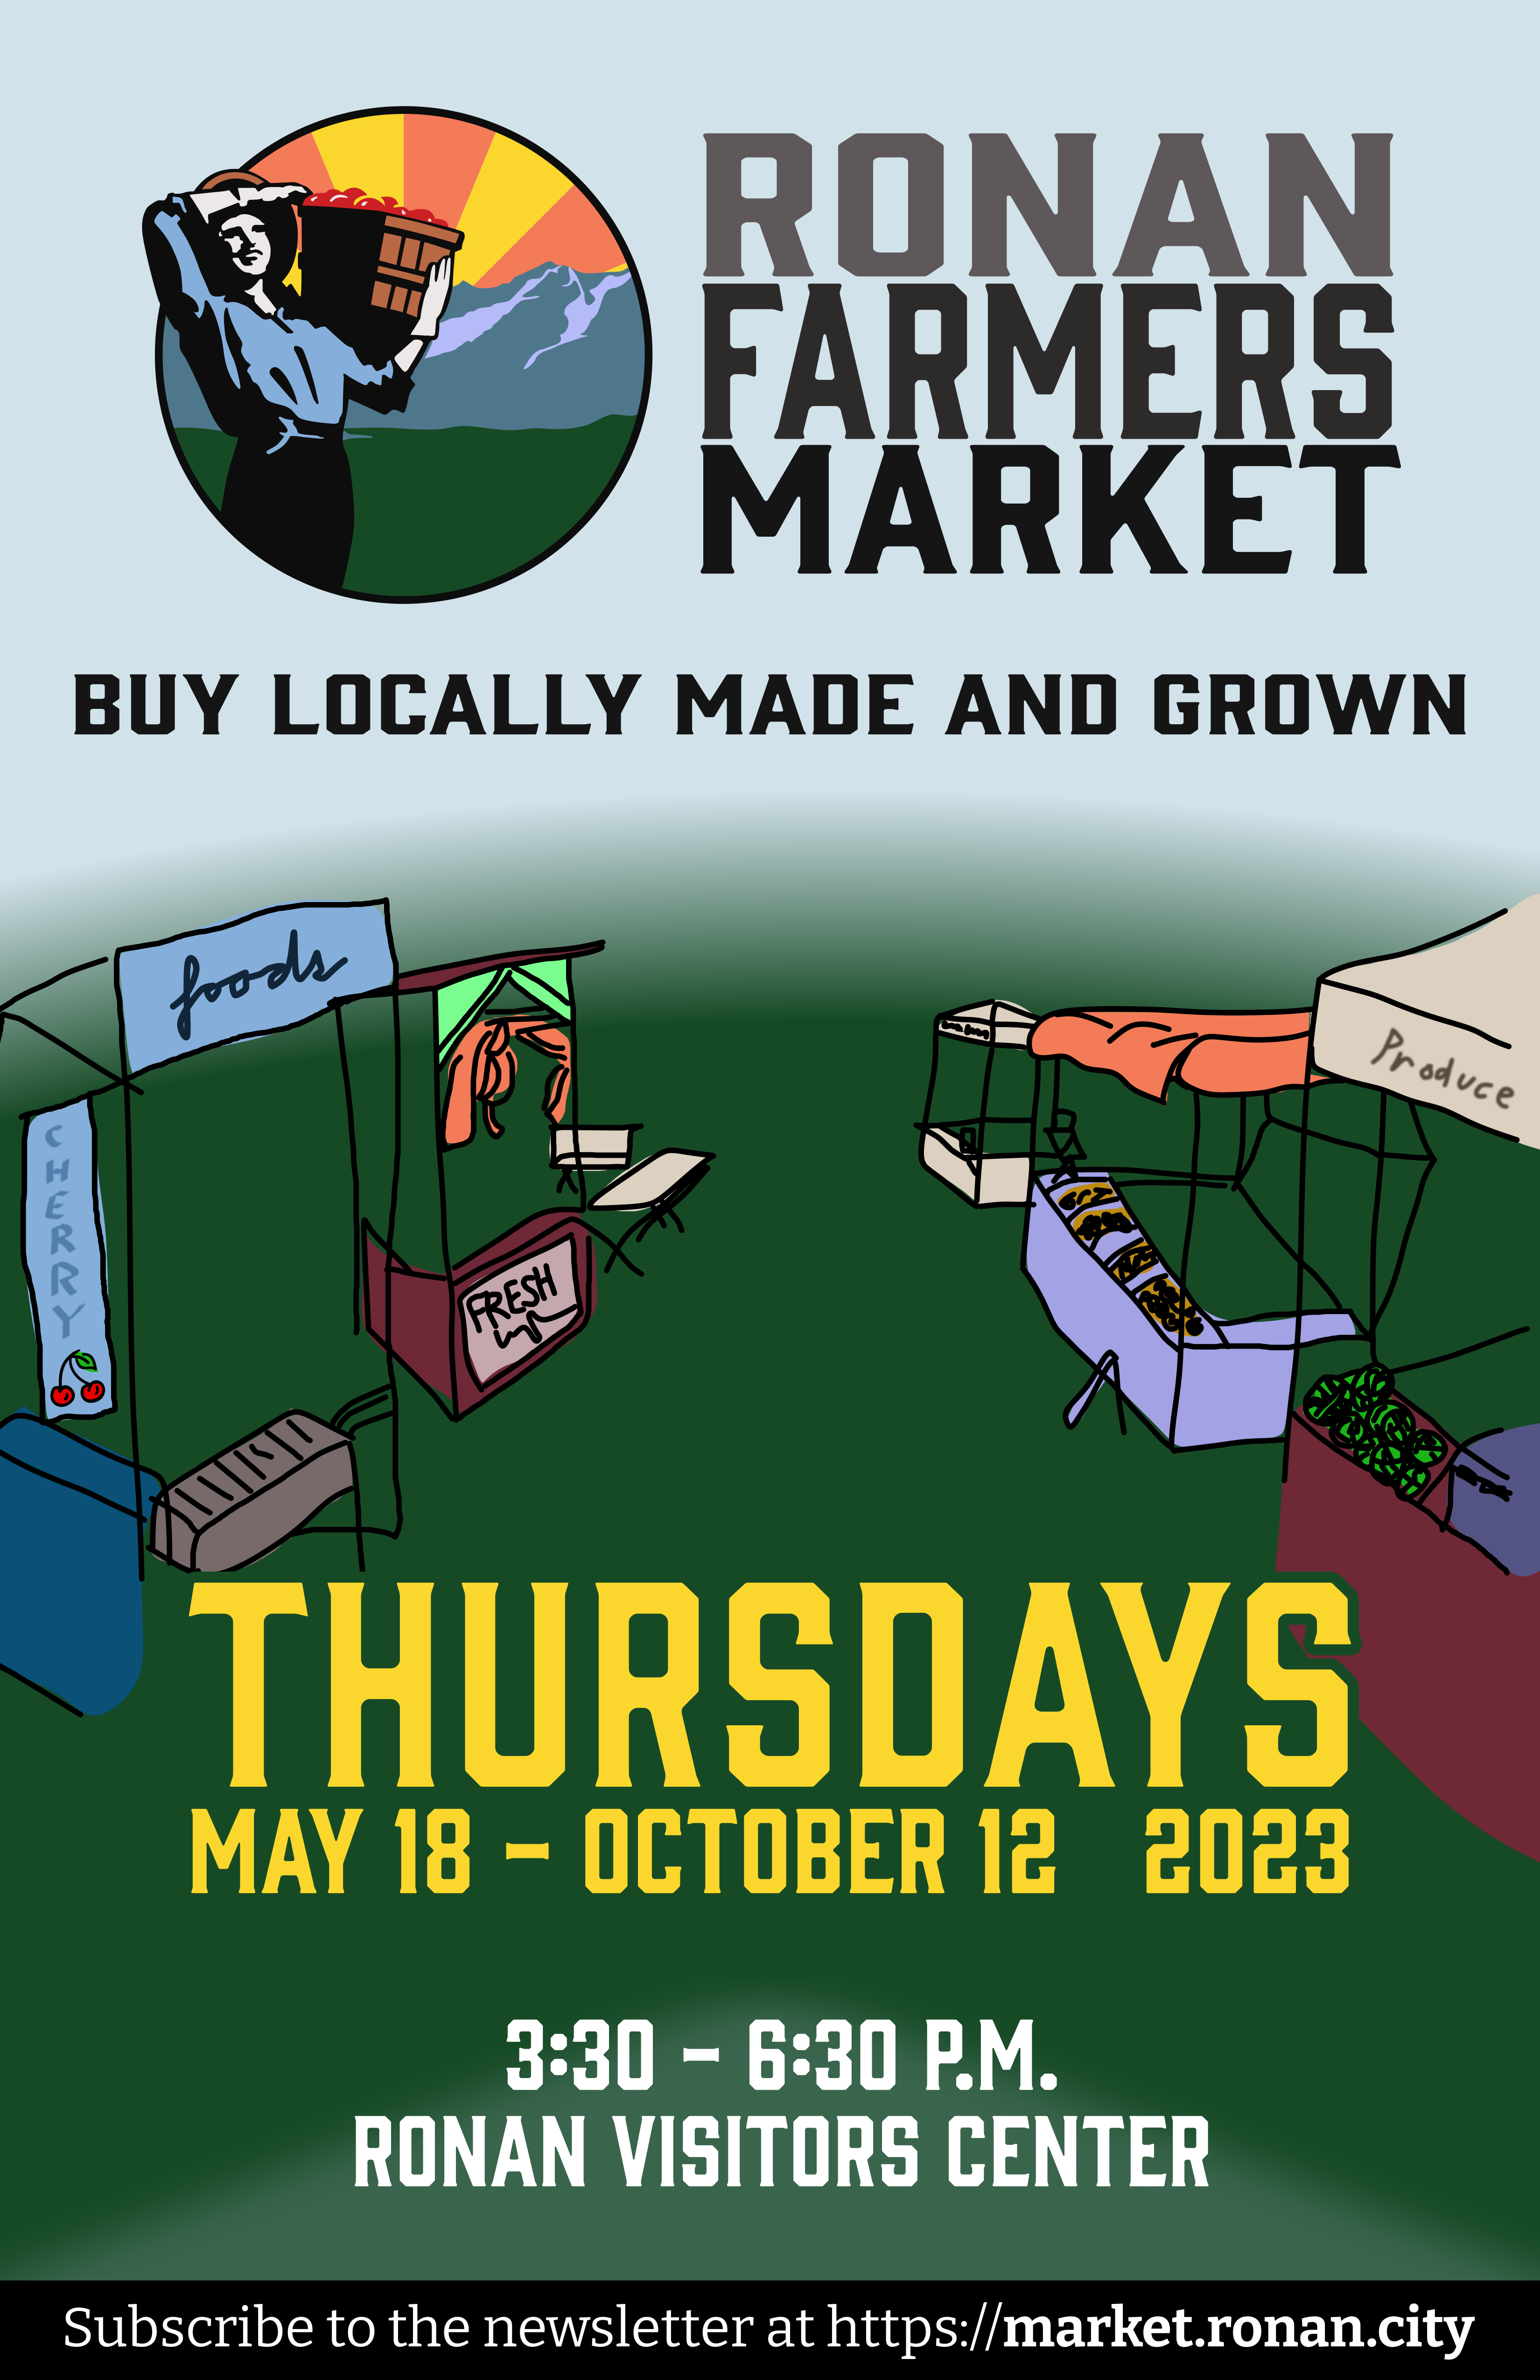 RONAN
FARMERS
MARKET
BUY LOCALLY MADE AND GROWN
foods
Produce
CHERRY
FRESH
THURSDAYS
MAY 18 – OCTOBER 12 2023
3:30 – 6:30 P.M.
RONAN VISITORS CENTER
Subscribe to the newsletter at https://market.ronan.city